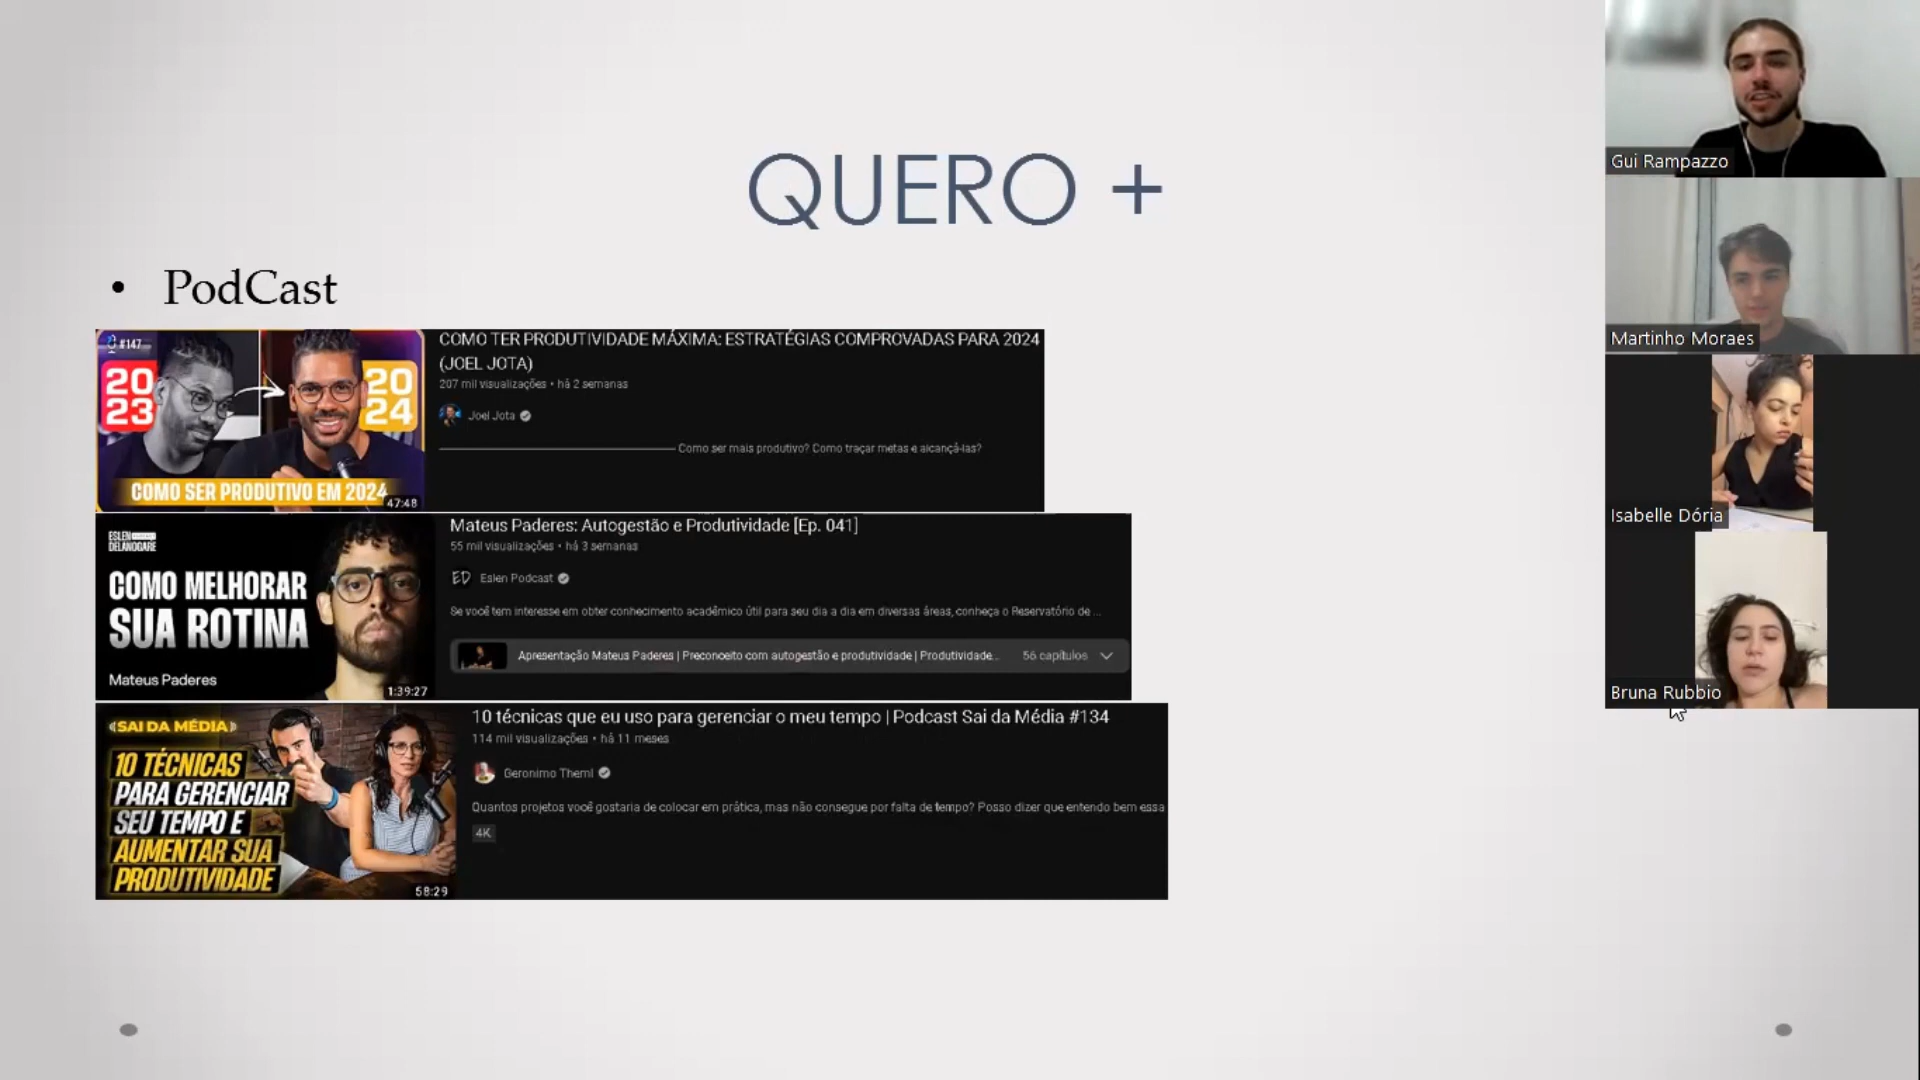 QUERO +
• PodCast
#147
20
23
20
24
COMO SER PRODUTIVO EM 2024
47:48
COMO TER PRODUTIVIDADE MÁXIMA: ESTRATÉGIAS COMPROVADAS PARA 2024
(JOEL JOTA)
207 mil visualizações • há 2 semanas
Joel Jota
Como ser mais produtivo? Como traçar metas e alcançá-las?
ESLEN
DELANOGARE
COMO MELHORAR
SUA ROTINA
Mateus Paderes
1:39:27
Mateus Paderes: Autogestão e Produtividade [Ep. 041]
55 mil visualizações • há 3 semanas
ED Eslen Podcast
Se você tem interesse em obter conhecimento acadêmico útil para seu dia a dia em diversas áreas, conheça o Reservatório de ...
Apresentação Mateus Paderes | Preconceito com autogestão e produtividade | Produtividade... 56 capítulos
SAI DA MÉDIA
10 TÉCNICAS
PARA GERENCIAR
SEU TEMPO E
AUMENTAR SUA
PRODUTIVIDADE
58:29
10 técnicas que eu uso para gerenciar o meu tempo | Podcast Sai da Média #134
114 mil visualizações • há 11 meses
Geronimo Theml
Quantos projetos você gostaria de colocar em prática, mas não consegue por falta de tempo? Posso dizer que entendo bem essa
4K
Gui Rampazzo
Martinho Moraes
Isabelle Dória
Bruna Rubbio